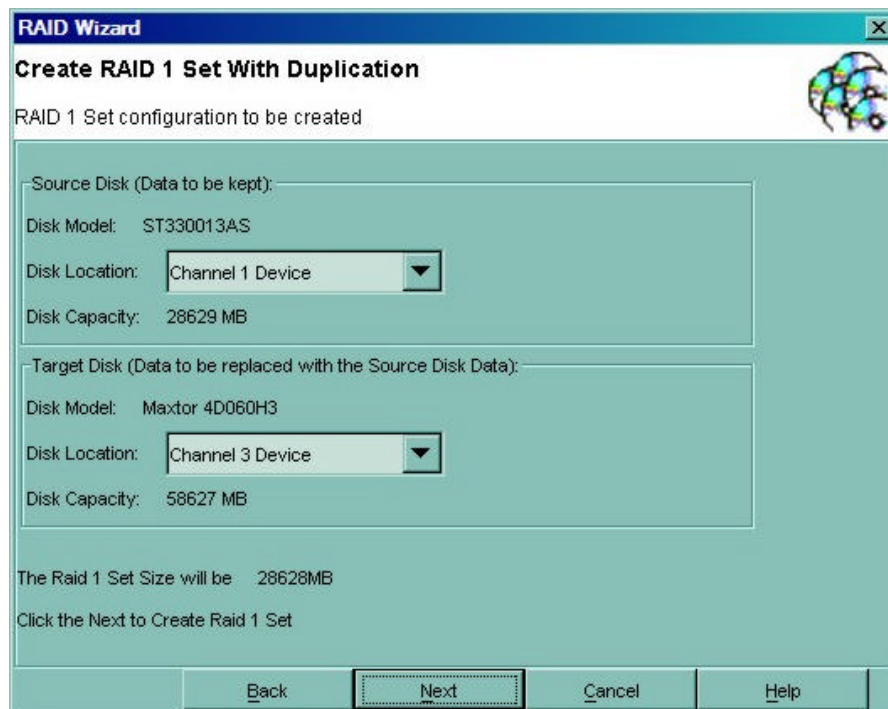 RAID Wizard
Create RAID 1 Set With Duplication
RAID 1 Set configuration to be created
Source Disk (Data to be kept):
Disk Model: ST330013AS
Disk Location: Channel 1 Device
Disk Capacity: 28629 MB
Target Disk (Data to be replaced with the Source Disk Data):
Disk Model: Maxtor 4D060H3
Disk Location: Channel 3 Device
Disk Capacity: 58627 MB
The Raid 1 Set Size will be 28628MB
Click the Next to Create Raid 1 Set
Back Next Cancel Help